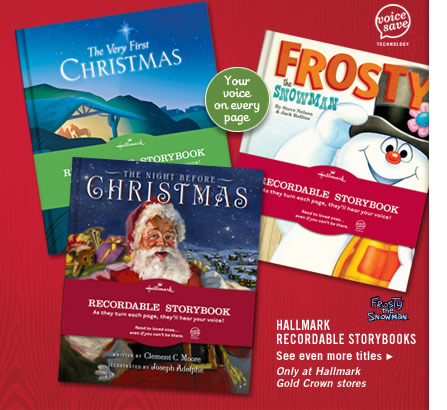 voice
save
TECHNOLOGY
The Very First
CHRISTMAS
Hallmark
STORYBOOK
they'll hear your voice!
Your
voice
on every
page
FROSTY
THE
SNOWMAN
By Steve Nelson
& Jack Rollins
Hallmark
RECORDABLE STORYBOOK
As they turn each page, they'll hear your voice!
Read to loved ones...
even if you can't be there.
THE NIGHT BEFORE
CHRISTMAS
Hallmark
RECORDABLE STORYBOOK
As they turn each page, they'll hear your voice!
Read to loved ones...
even if you can't be there.
WRITTEN BY Clement C. Moore
ILLUSTRATED BY Joseph Adolphe
FROSTY
THE
SNOWMAN
HALLMARK
RECORDABLE STORYBOOKS
See even more titles ►
Only at Hallmark
Gold Crown stores